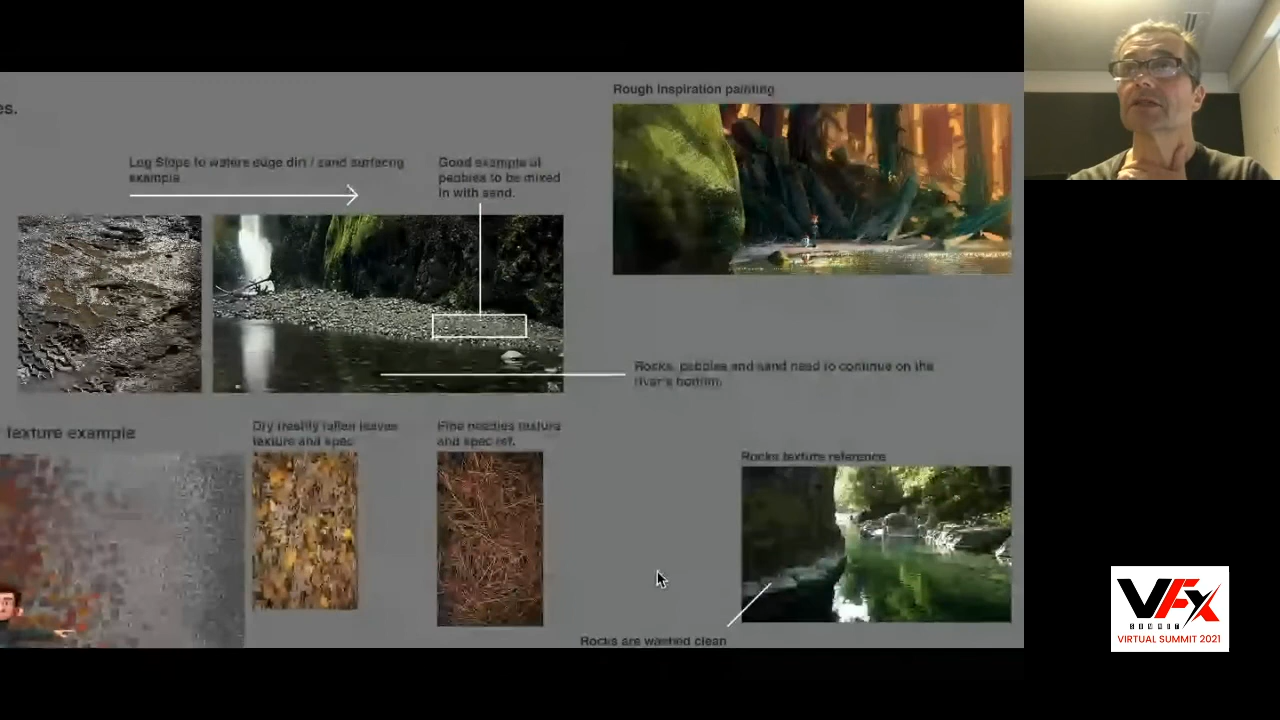 es.
Rough Inspiration painting
Log Slope to waters edge dirt / sand surfacing
example
Good example of
pebbles to be mixed
in with sand.
Rocks, pebbles and sand need to continue on the
river's bottom.
texture example
Dry freshly fallen leaves
texture and spec
Pine needles texture
and spec ref.
Rocks texture reference
Rocks are washed clean
VFX
SUMMIT
VIRTUAL SUMMIT 2021